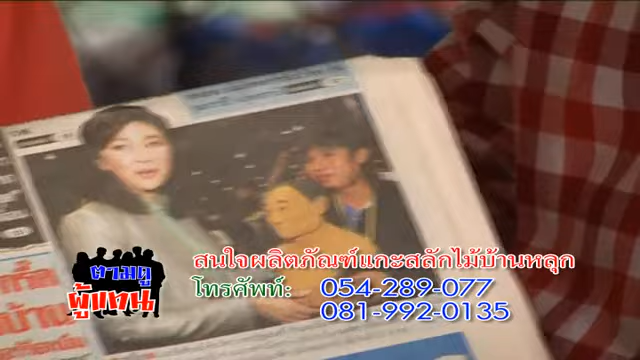 สนใจผลิตภัณฑ์แกะสลักไม้บ้านหลุก
โทรศัพท์: 054-289-077
081-992-0135
ตามดู
ผู้แทน